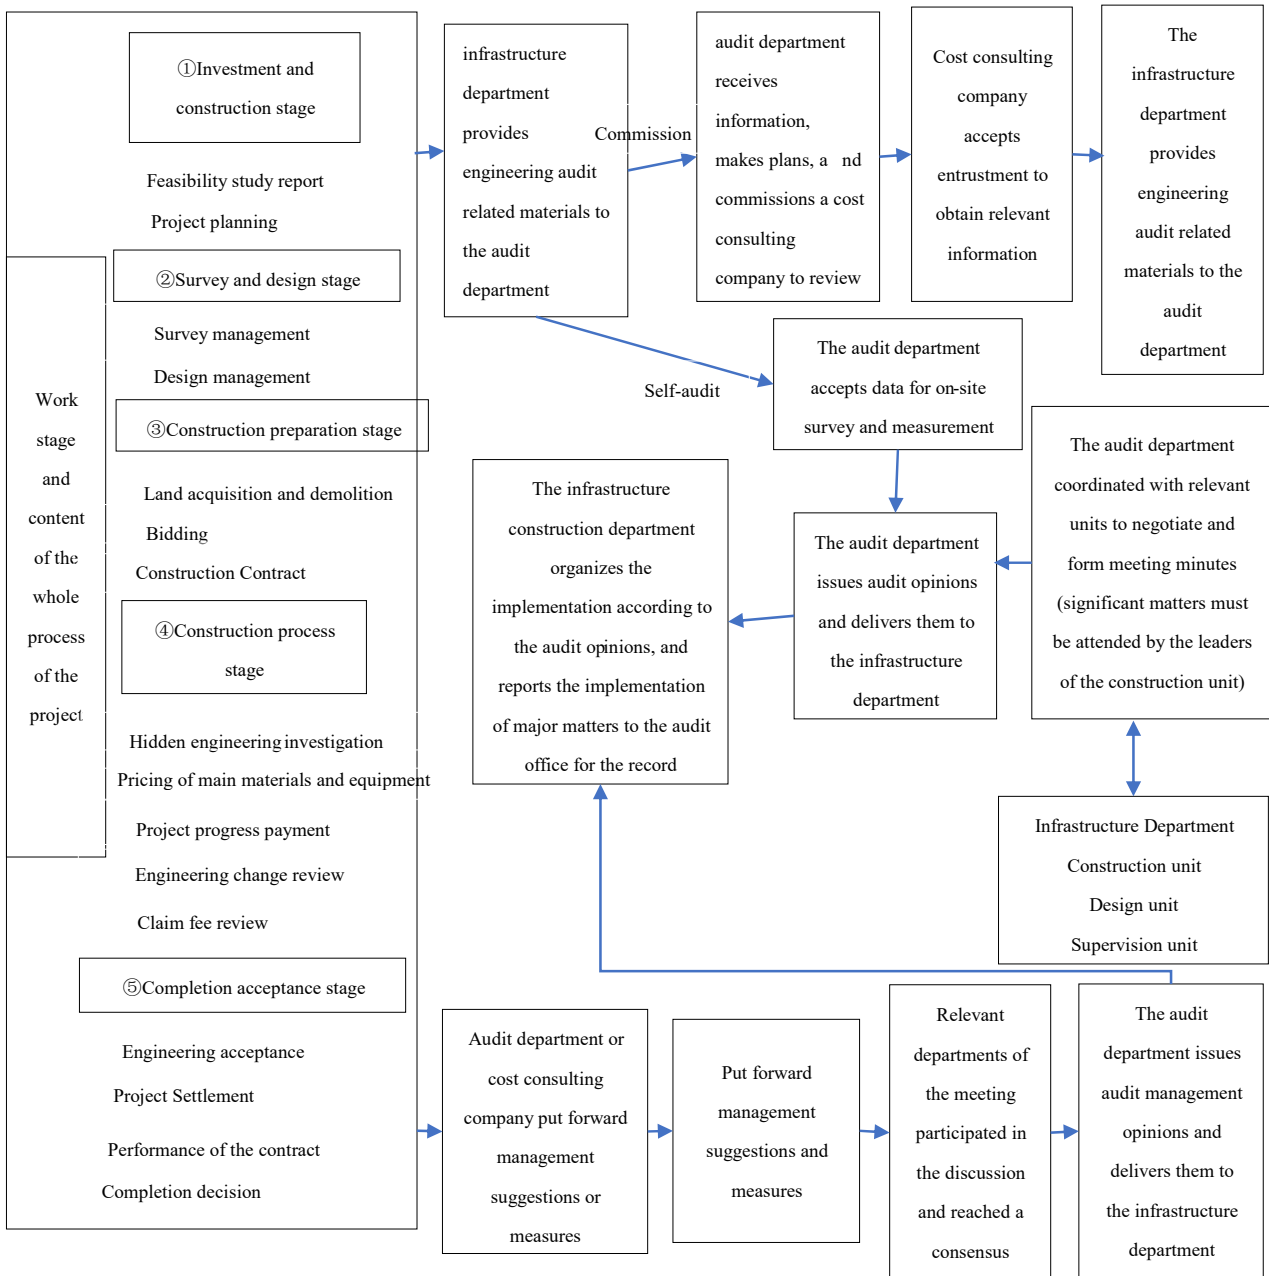 ①Investment and
construction stage
Feasibility study report
Project planning
②Survey and design stage
Survey management
Design management
③Construction preparation stage
Land acquisition and demolition
Bidding
Construction Contract
④Construction process
stage
Hidden engineering investigation
Pricing of main materials and equipment
Project progress payment
Engineering change review
Claim fee review
⑤Completion acceptance stage
Engineering acceptance
Project Settlement
Performance of the contract
Completion decision
Work
stage
and
content
of the
whole
process
of the
project
infrastructure
department
provides
engineering audit
related materials to
the audit
department
Commission
audit department
receives
information,
makes plans, a nd
commissions a cost
consulting
company to review
Cost consulting
company
accepts
entrustment to
obtain relevant
information
The
infrastructure
department
provides
engineering
audit related
materials to the
audit
department
Self-audit
The audit department
accepts data for on-site
survey and measurement
The infrastructure
construction department
organizes the
implementation according to
the audit opinions, and
reports the implementation
of major matters to the audit
office for the record
The audit department
issues audit opinions
and delivers them to
the infrastructure
department
The audit department
coordinated with relevant
units to negotiate and
form meeting minutes
(significant matters must
be attended by the leaders
of the construction unit)
Infrastructure Department
Construction unit
Design unit
Supervision unit
Audit department or
cost consulting
company put forward
management
suggestions or
measures
Put forward
management
suggestions and
measures
Relevant
departments of
the meeting
participated in
the discussion
and reached a
consensus
The audit
department issues
audit management
opinions and
delivers them to
the infrastructure
department